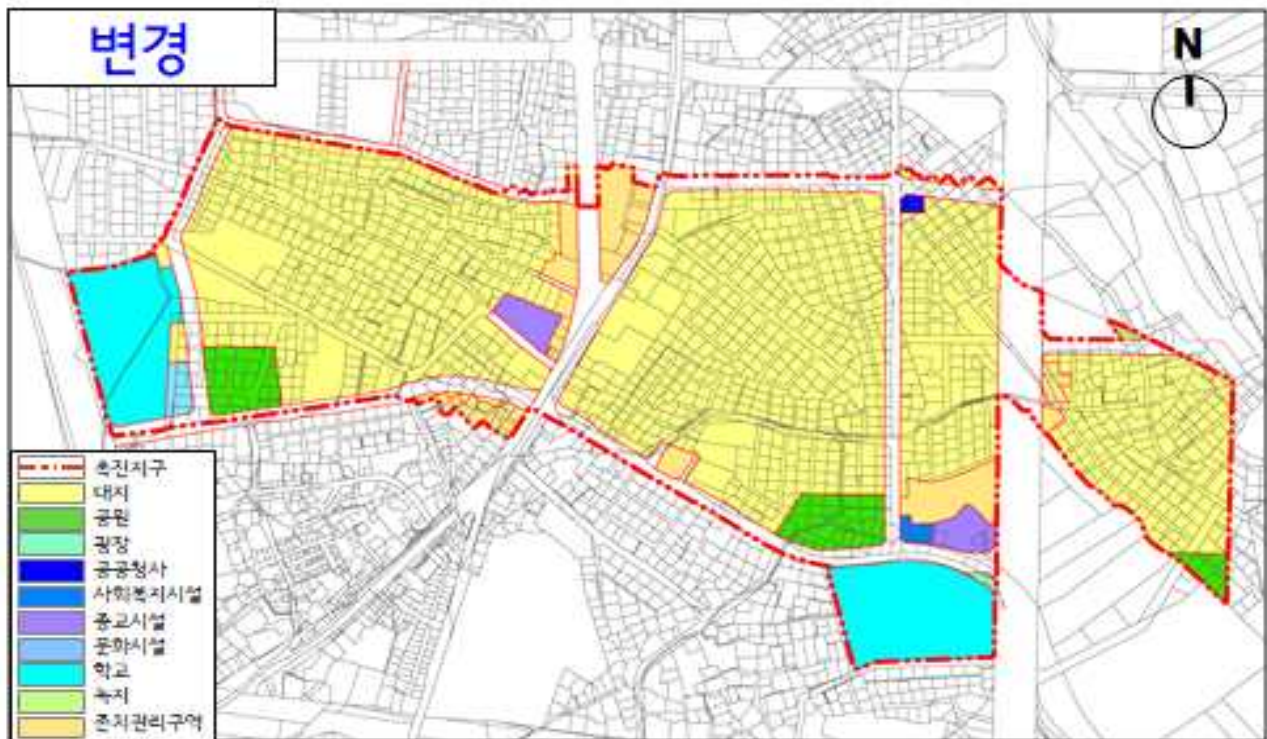 변경
N
촉진지구
대지
공원
광장
공공청사
사회복지시설
종교시설
문화시설
학교
녹지
존치관리구역